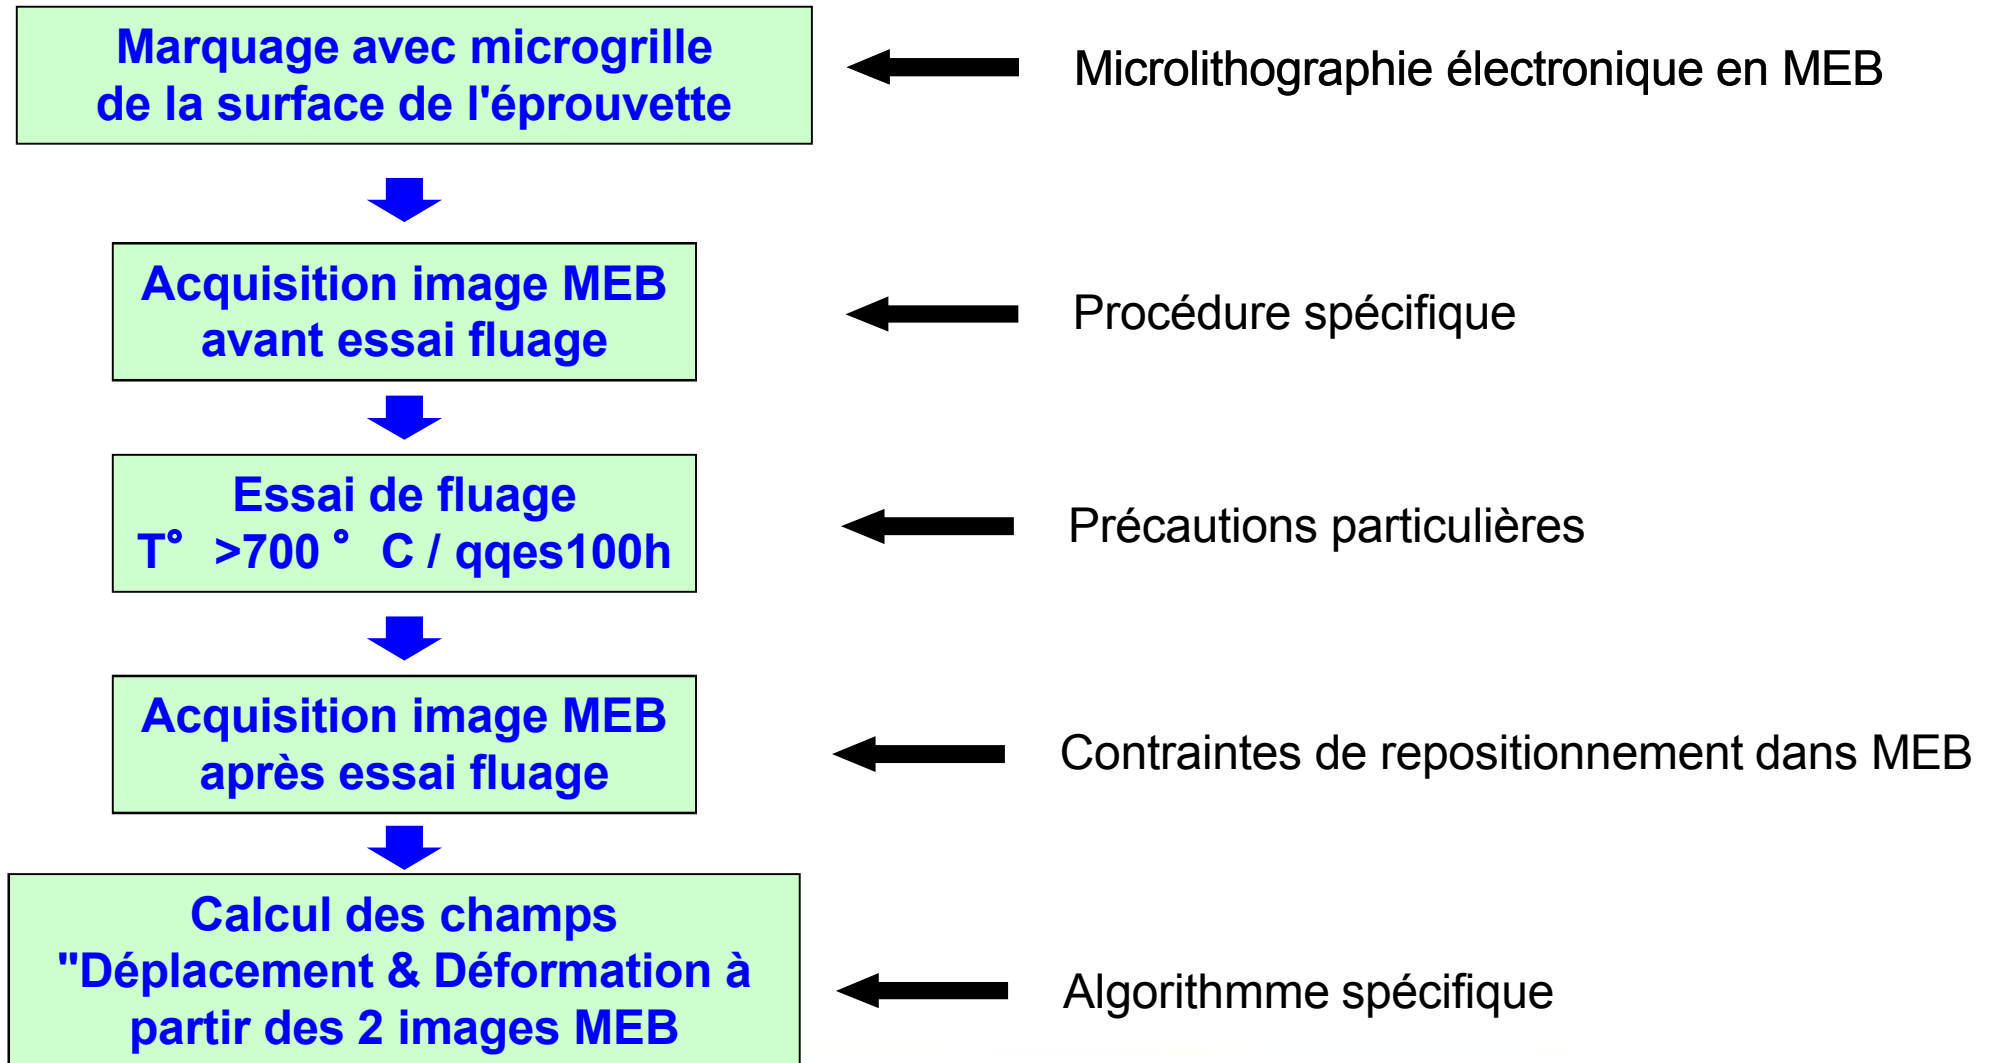 Marquage avec microgrille
de la surface de l'éprouvette
Microlithographie électronique en MEB
Acquisition image MEB
avant essai fluage
Procédure spécifique
Essai de fluage
T° >700 ° C / qqes100h
Précautions particulières
Acquisition image MEB
après essai fluage
Contraintes de repositionnement dans MEB
Calcul des champs
"Déplacement & Déformation à
partir des 2 images MEB
Algorithmme spécifique